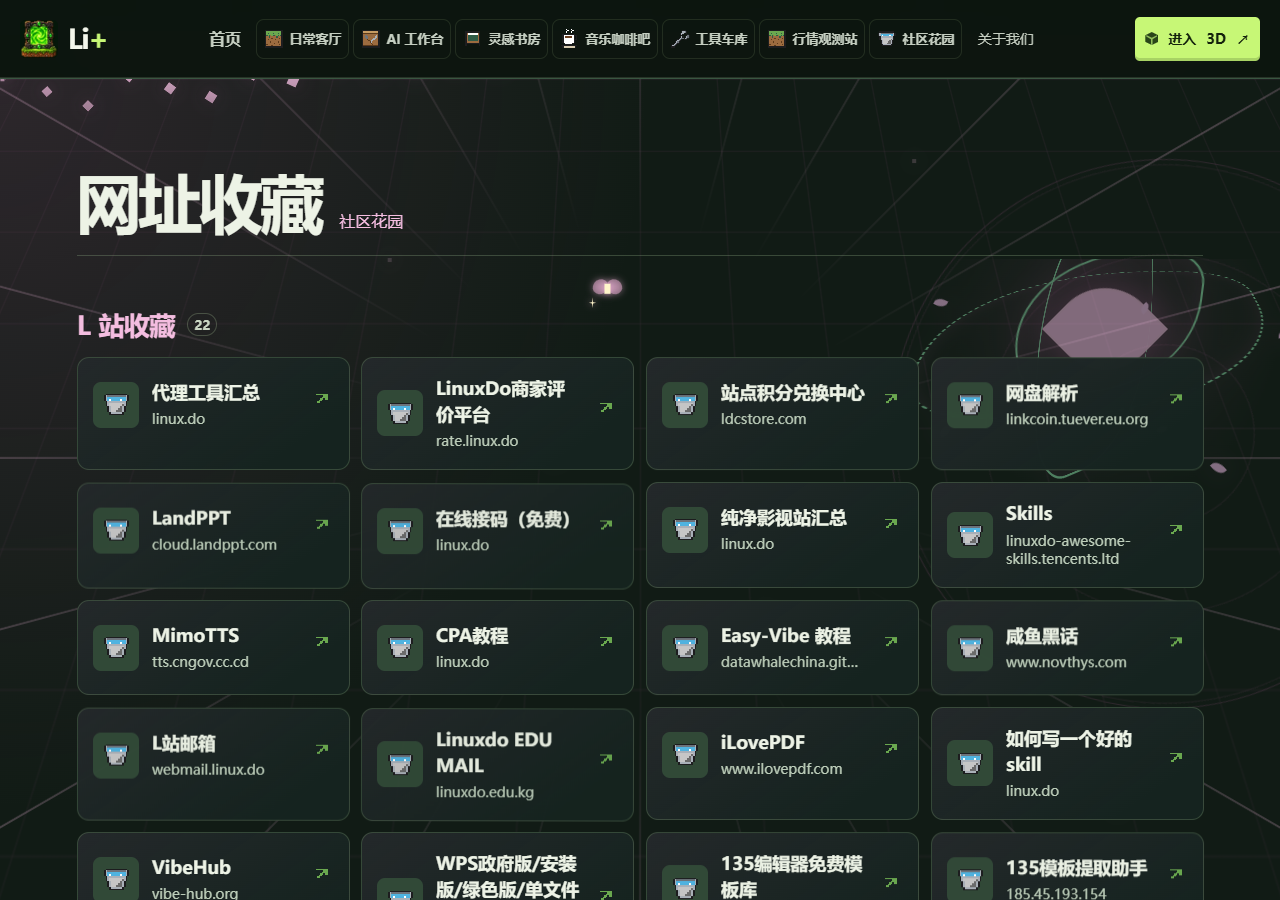 Li+
首页
日常客厅
AI 工作台
灵感书房
音乐咖啡吧
工具车库
行情观测站
社区花园
关于我们
进入 3D ↗
网址收藏
社区花园
L 站收藏 22
代理工具汇总
linux.do
LinuxDo商家评
价平台
rate.linux.do
站点积分兑换中心
ldcstore.com
网盘解析
linkcoin.tuever.eu.org
LandPPT
cloud.landppt.com
在线接码（免费）
linux.do
纯净影视站汇总
linux.do
Skills
linuxdo-awesome-
skills.tencents.ltd
MimoTTS
tts.cngov.cc.cd
CPA教程
linux.do
Easy-Vibe 教程
datawhalechina.git...
咸鱼黑话
www.novthys.com
L站邮箱
webmail.linux.do
Linuxdo EDU
MAIL
linuxdo.edu.kg
iLovePDF
www.ilovepdf.com
如何写一个好的
skill
linux.do
VibeHub
vibe-hub.org
WPS政府版/安装
版/绿色版/单文件
135编辑器免费模
板库
135模板提取助手
185.45.193.154